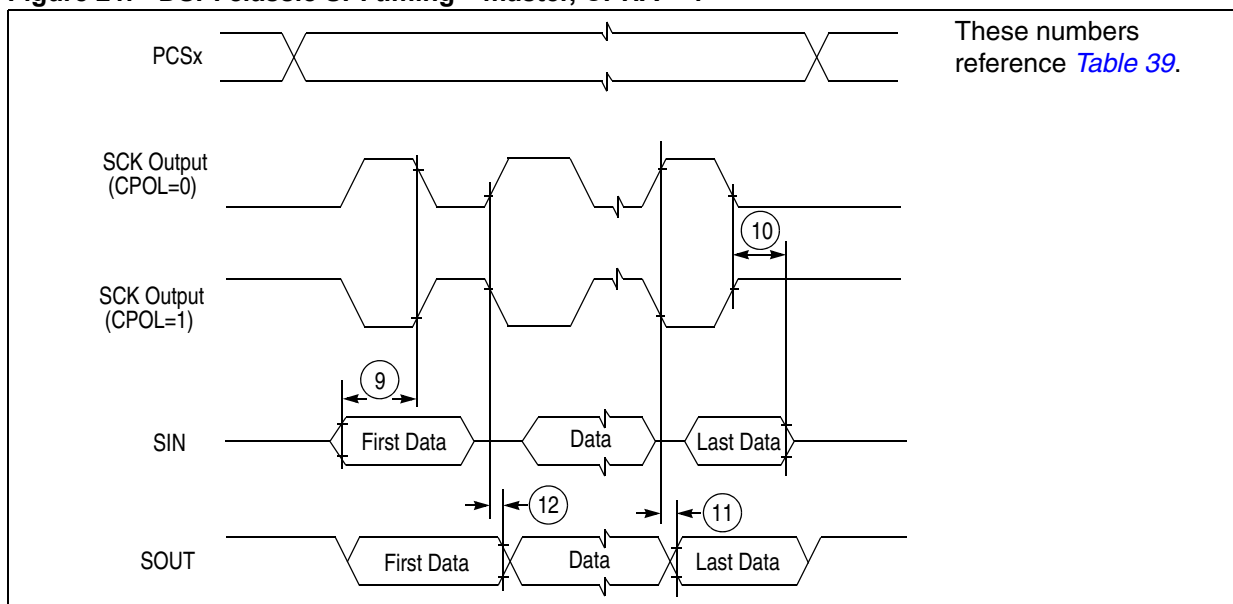 PCSx
These numbers
reference Table 39.
SCK Output
(CPOL=0)
10
SCK Output
(CPOL=1)
9
SIN
First Data
Data
Last Data
12
11
SOUT
First Data
Data
Last Data